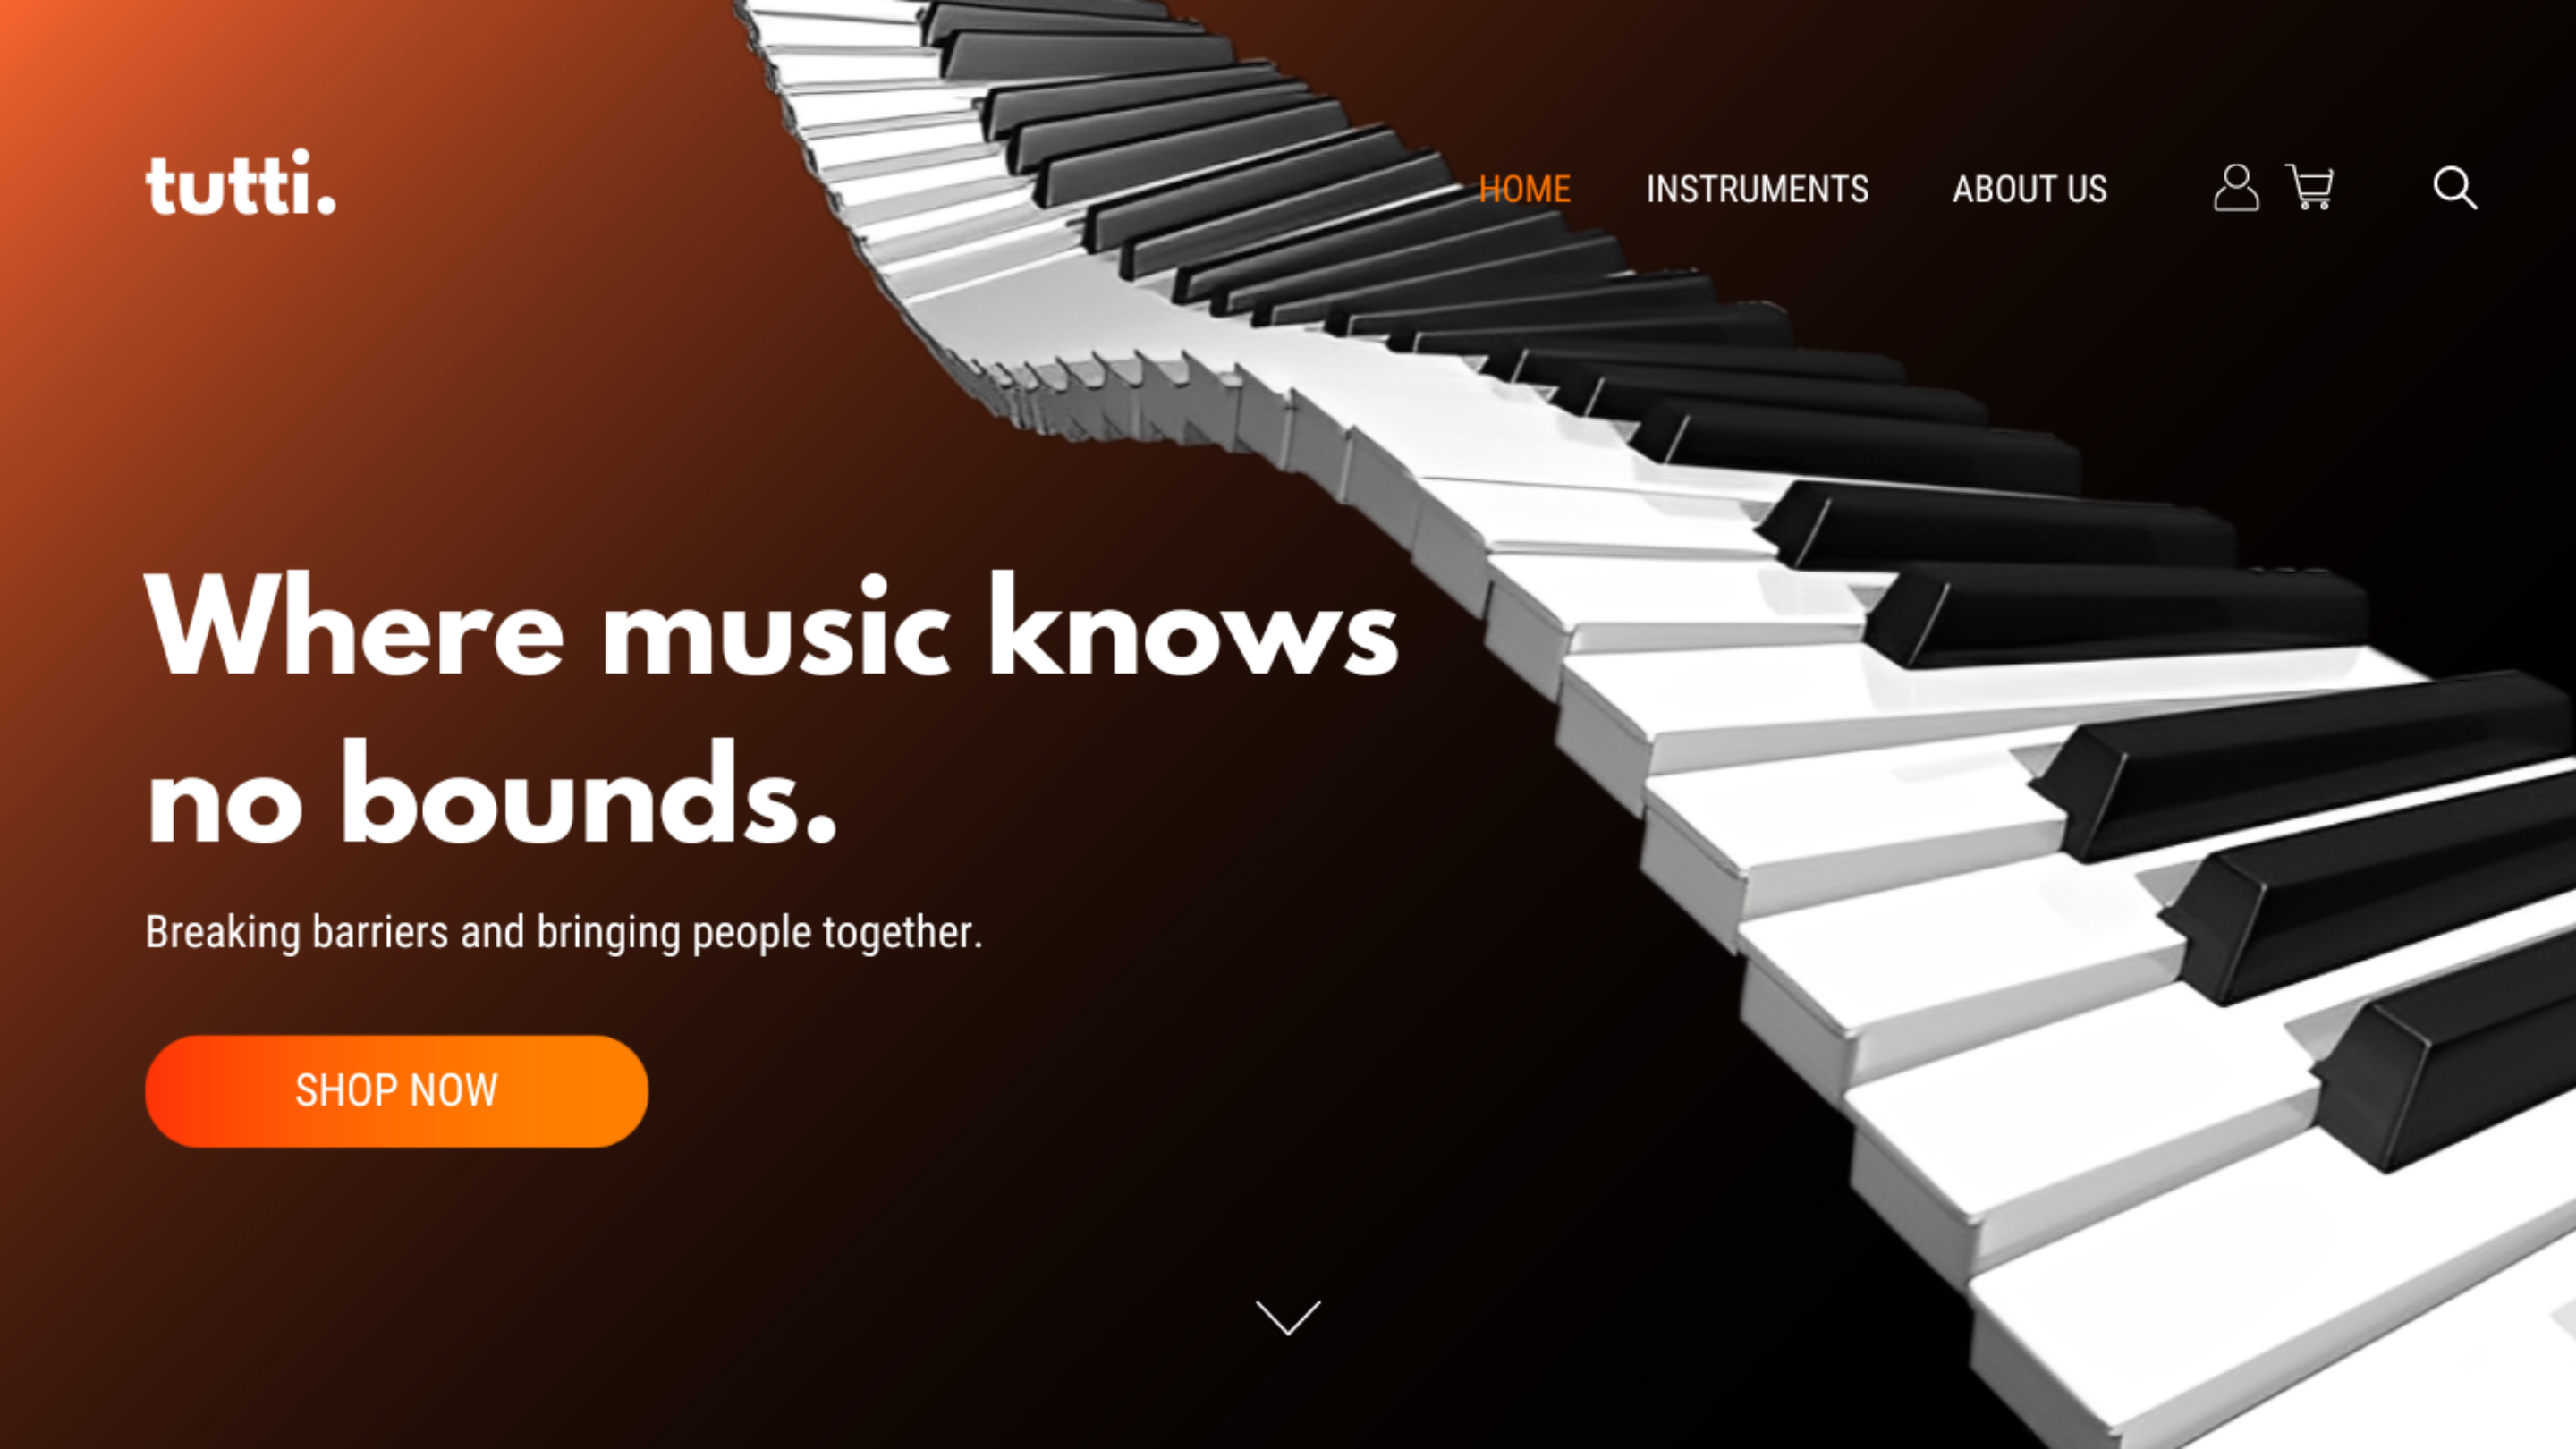 tutti.
HOME INSTRUMENTS ABOUT US
Where music knows
no bounds.
Breaking barriers and bringing people together.
SHOP NOW